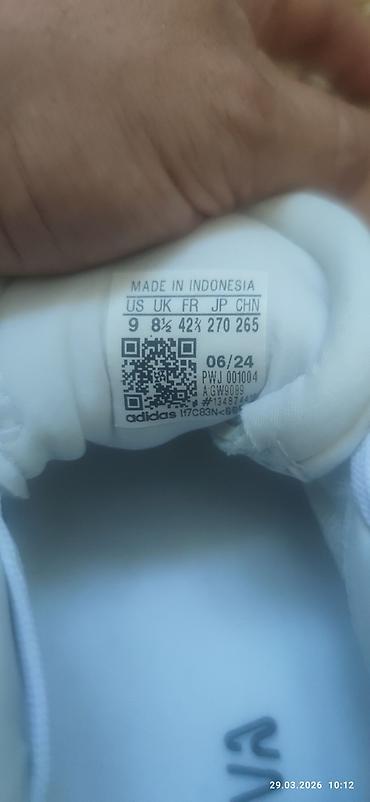 MADE IN INDONESIA
US UK FR JP CHN
9 8½ 42⅔ 270 265
06/24
PWJ 001004
adidas
29.03.2026 10:12